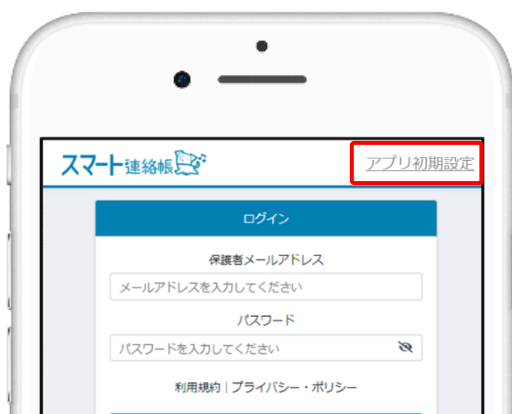 スマート連絡帳
アプリ初期設定
ログイン
保護者メールアドレス
メールアドレスを入力してください
パスワード
パスワードを入力してください
利用規約 | プライバシー・ポリシー